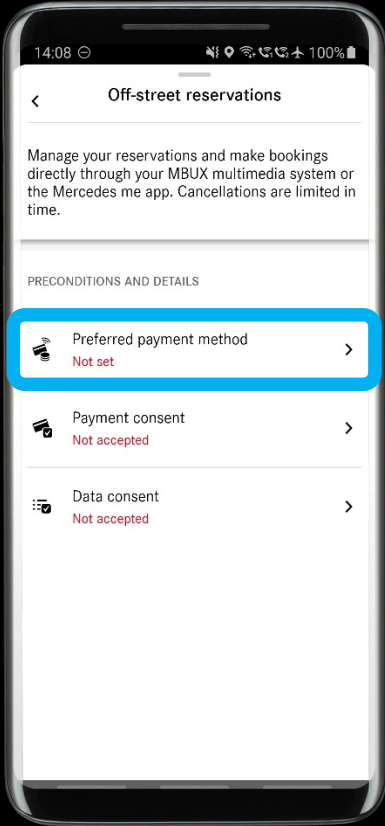 14:08 100%
Off-street reservations
Manage your reservations and make bookings
directly through your MBUX multimedia system or
the Mercedes me app. Cancellations are limited in
time.
PRECONDITIONS AND DETAILS
Preferred payment method
Not set
Payment consent
Not accepted
Data consent
Not accepted